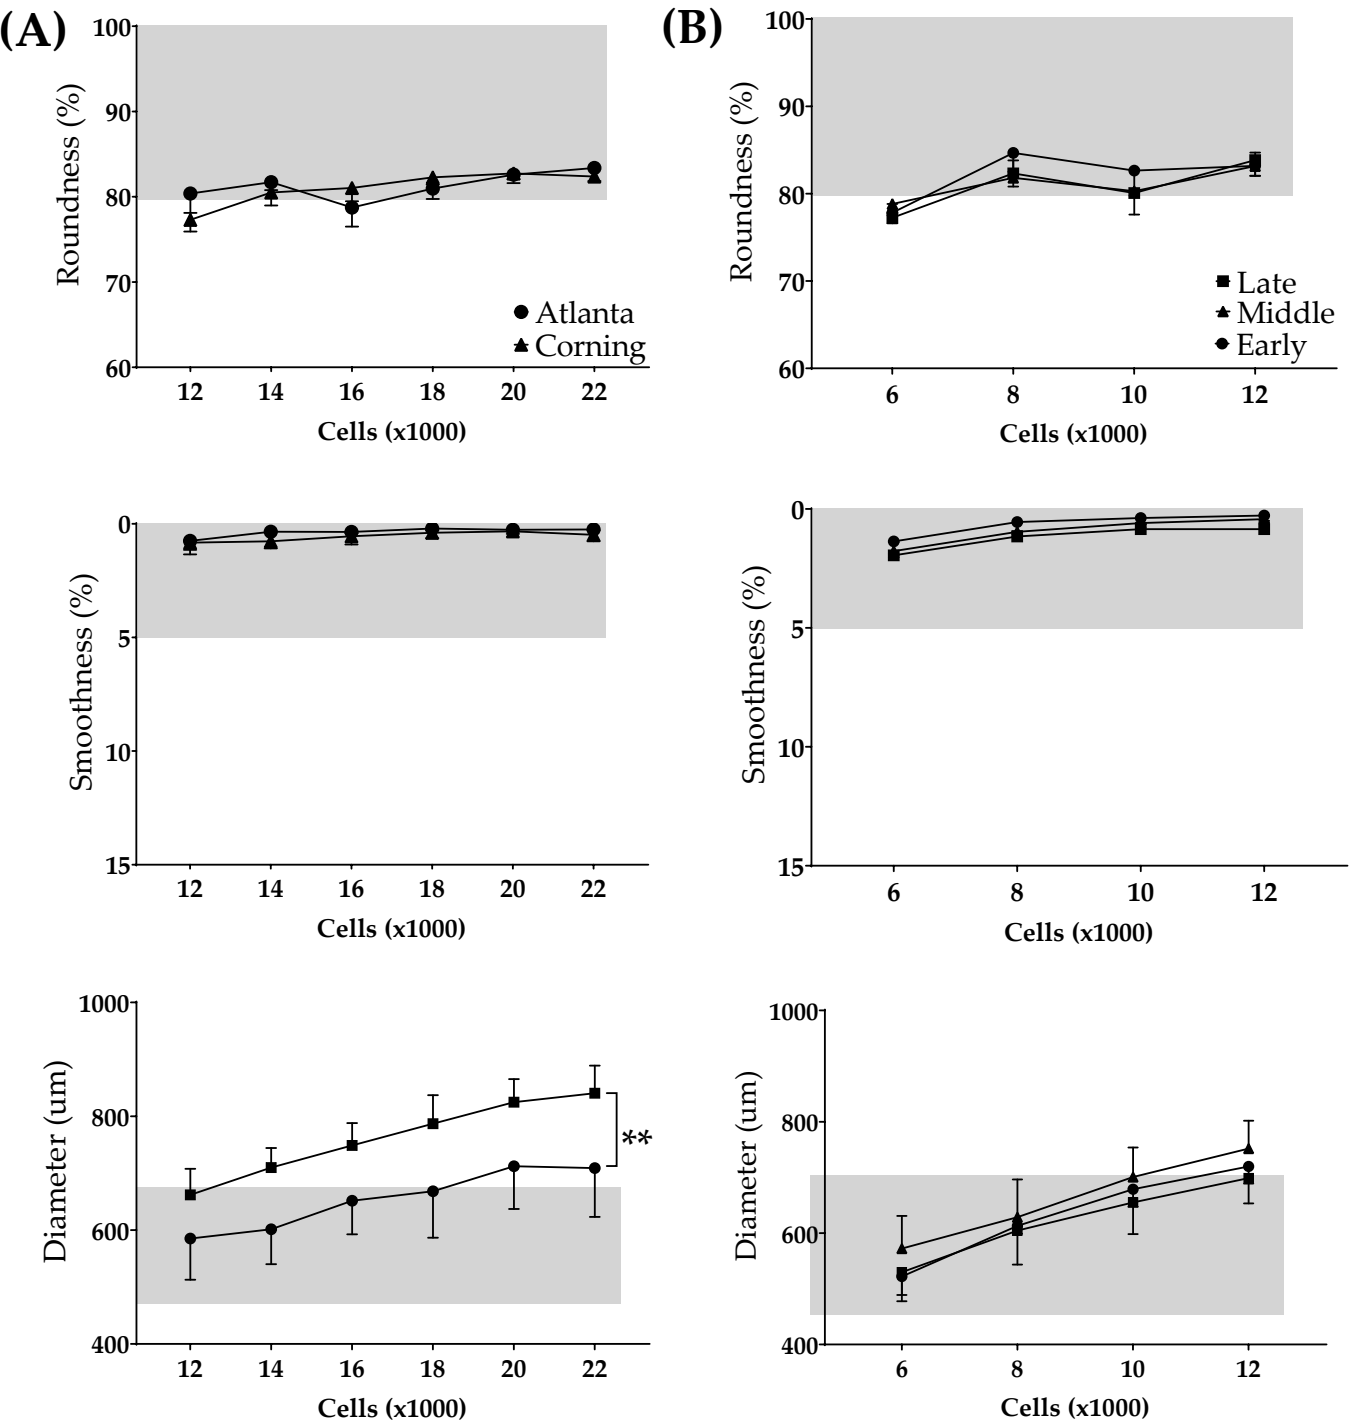 (A)
100
90
80
70
60
Roundness (%)
Atlanta
Corning
12 14 16 18 20 22
Cells (x1000)
0
5
10
15
Smoothness (%)
12 14 16 18 20 22
Cells (x1000)
1000
800
600
400
Diameter (um)
**
12 14 16 18 20 22
Cells (x1000)
(B)
100
90
80
70
60
Roundness (%)
Late
Middle
Early
6 8 10 12
Cells (x1000)
0
5
10
15
Smoothness (%)
6 8 10 12
Cells (x1000)
1000
800
600
400
Diameter (um)
6 8 10 12
Cells (x1000)